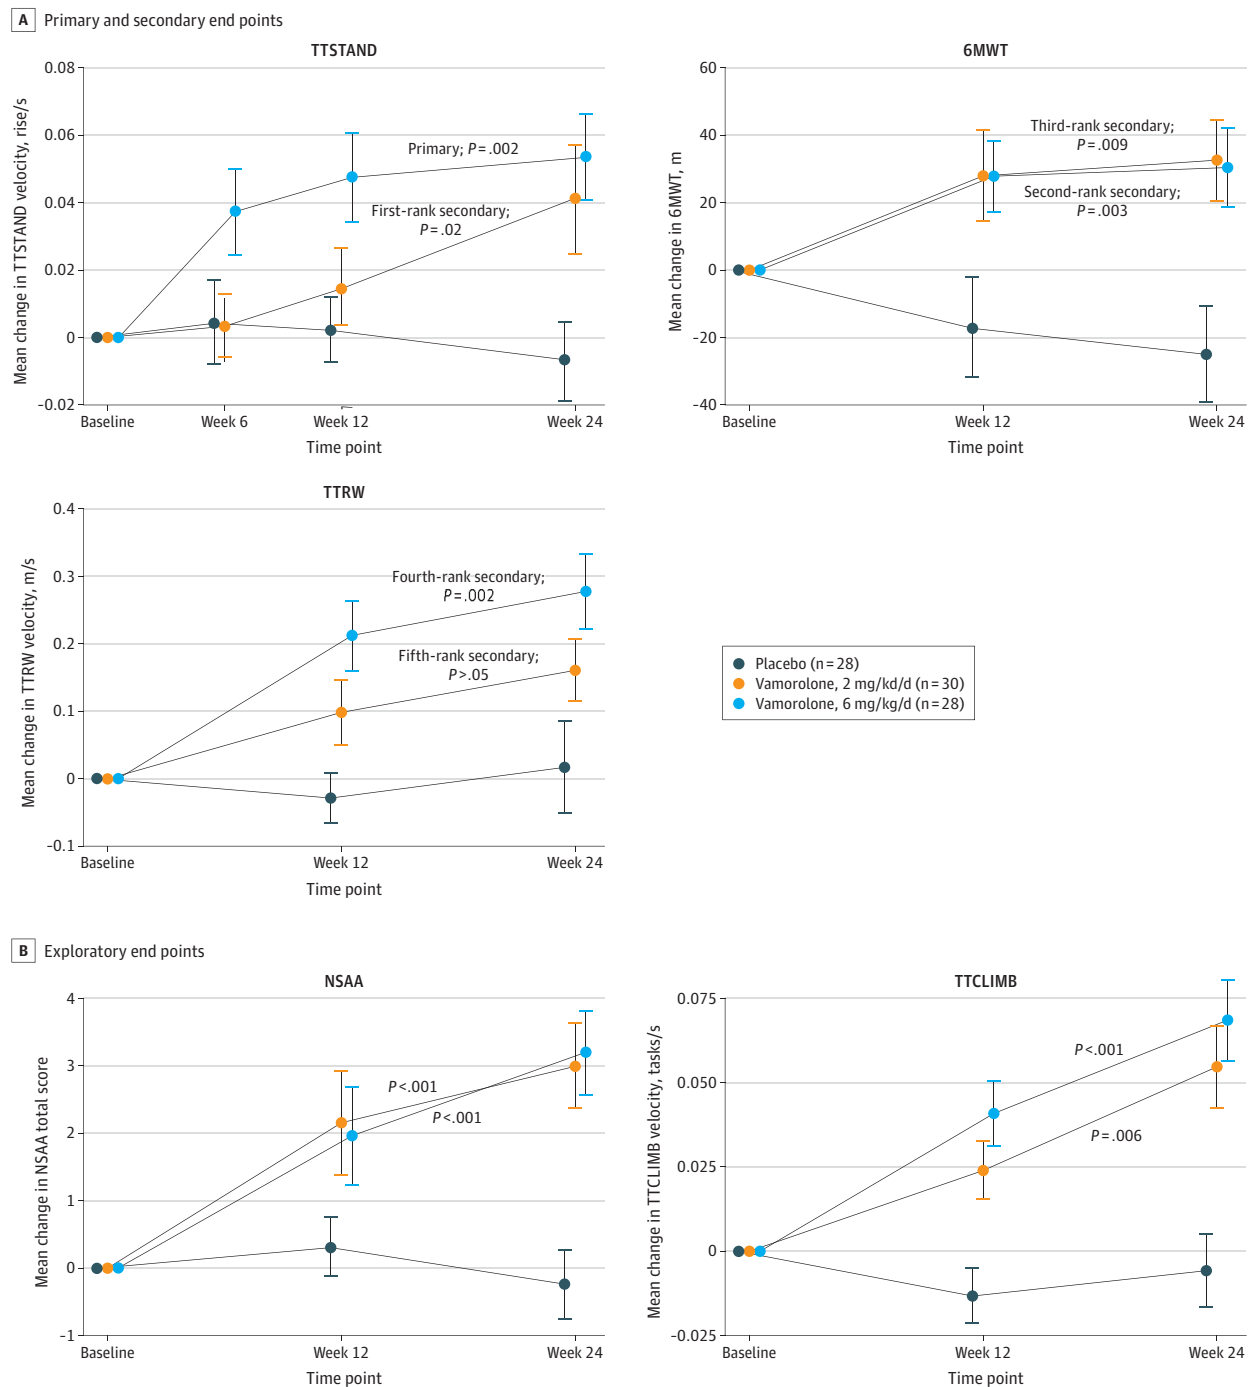 A Primary and secondary end points
TTSTAND
Mean change in TTSTAND velocity, rise/s
0.08
0.06
0.04
0.02
0
-0.02
Primary; P = .002
First-rank secondary;
P = .02
Baseline
Week 6
Week 12
Week 24
Time point
6MWT
Mean change in 6MWT, m
60
40
20
0
-20
-40
Third-rank secondary;
P = .009
Second-rank secondary;
P = .003
Baseline
Week 12
Week 24
Time point
TTRW
Mean change in TTRW velocity, m/s
0.4
0.3
0.2
0.1
0
-0.1
Fourth-rank secondary;
P = .002
Fifth-rank secondary;
P >.05
Baseline
Week 12
Week 24
Time point
Placebo (n = 28)
Vamorolone, 2 mg/kd/d (n = 30)
Vamorolone, 6 mg/kg/d (n = 28)
B Exploratory end points
NSAA
Mean change in NSAA total score
4
3
2
1
0
-1
P <.001
P <.001
Baseline
Week 12
Week 24
Time point
TTCLIMB
Mean change in TTCLIMB velocity, tasks/s
0.075
0.050
0.025
0
-0.025
P <.001
P = .006
Baseline
Week 12
Week 24
Time point